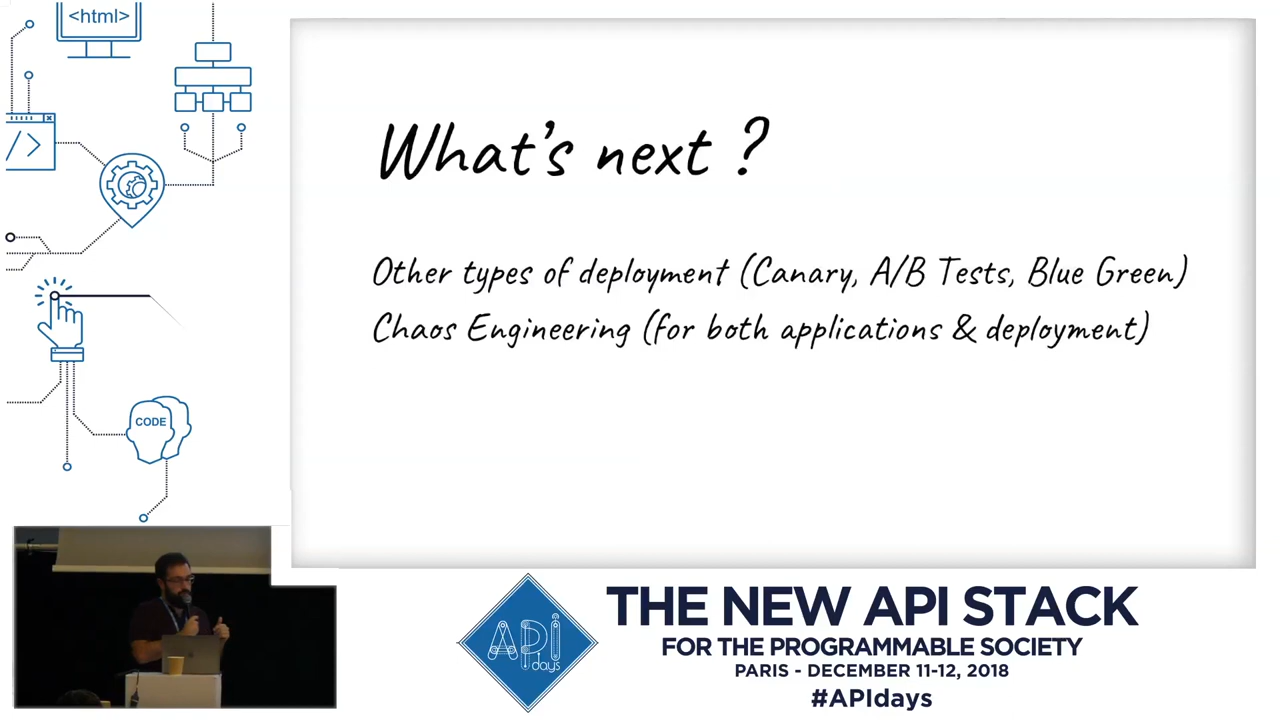 <html>
</>
CODE
What's next ?
Other types of deployment (Canary, A/B Tests, Blue Green)
Chaos Engineering (for both applications & deployment)
API
days
THE NEW API STACK
FOR THE PROGRAMMABLE SOCIETY
PARIS - DECEMBER 11-12, 2018
#APIdays